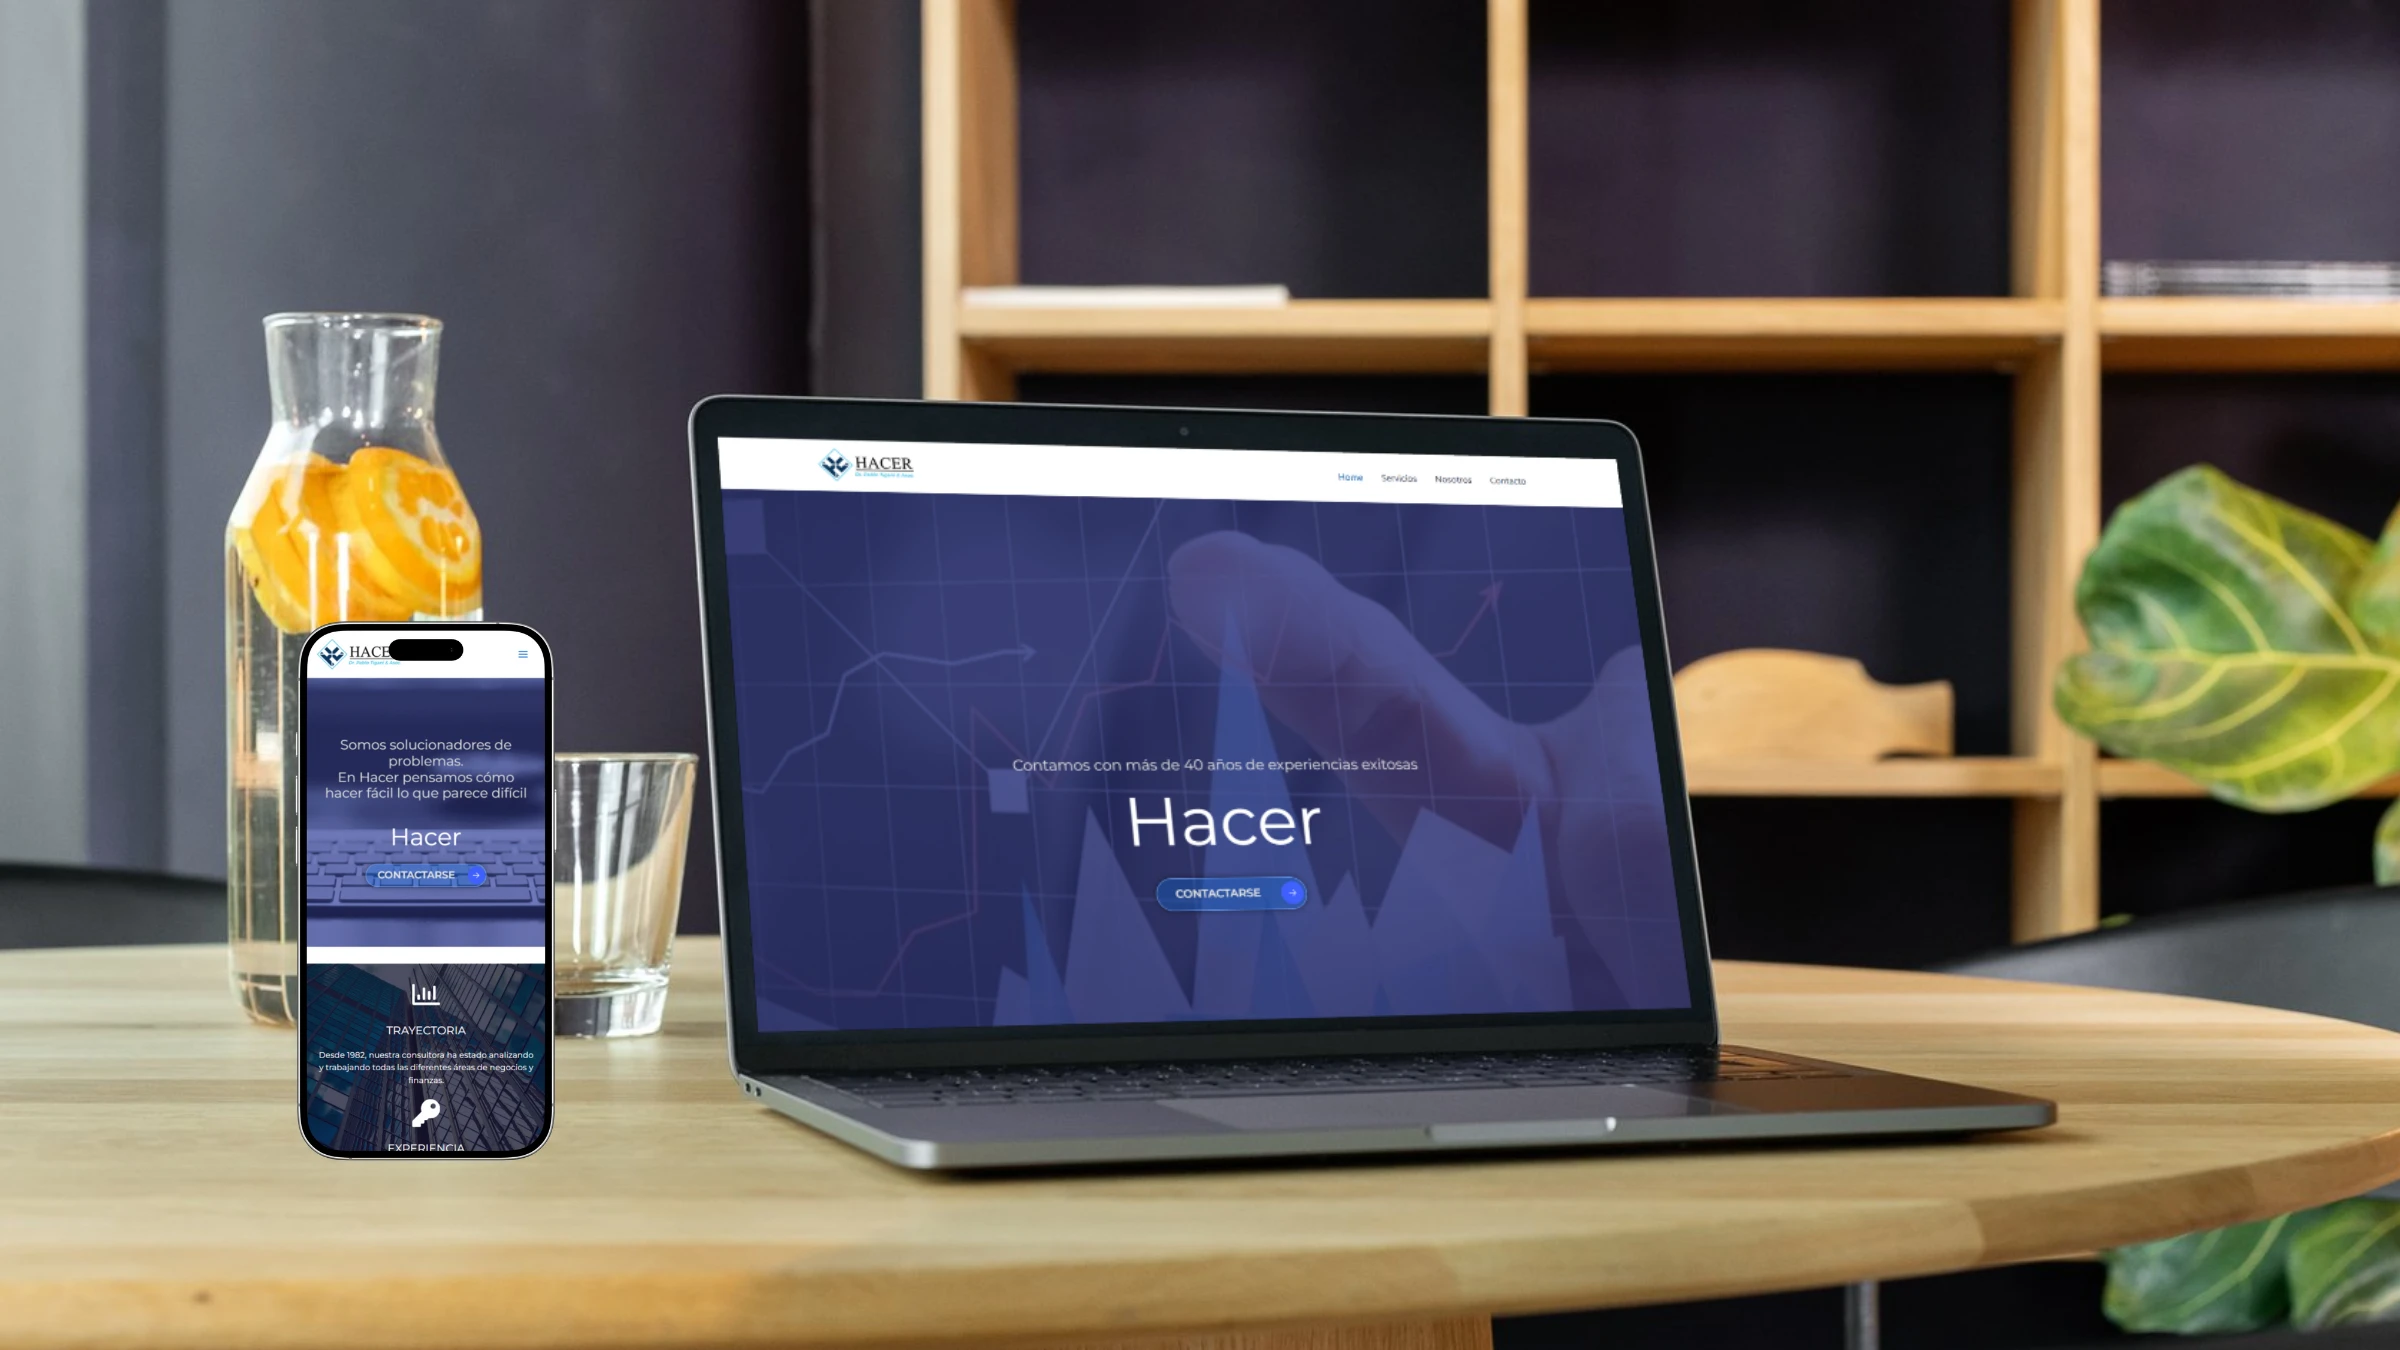 HACER
Home Servicios Nosotros Contacto
Contamos con más de 40 años de experiencias exitosas
Hacer
CONTACTARSE
HACE
Somos solucionadores de
problemas.
En Hacer pensamos cómo
hacer fácil lo que parece difícil
Hacer
CONTACTARSE
TRAYECTORIA
Desde 1982, nuestra consultora ha estado analizando
y trabajando todas las diferentes áreas de negocios y
finanzas.
EXPERIENCIA